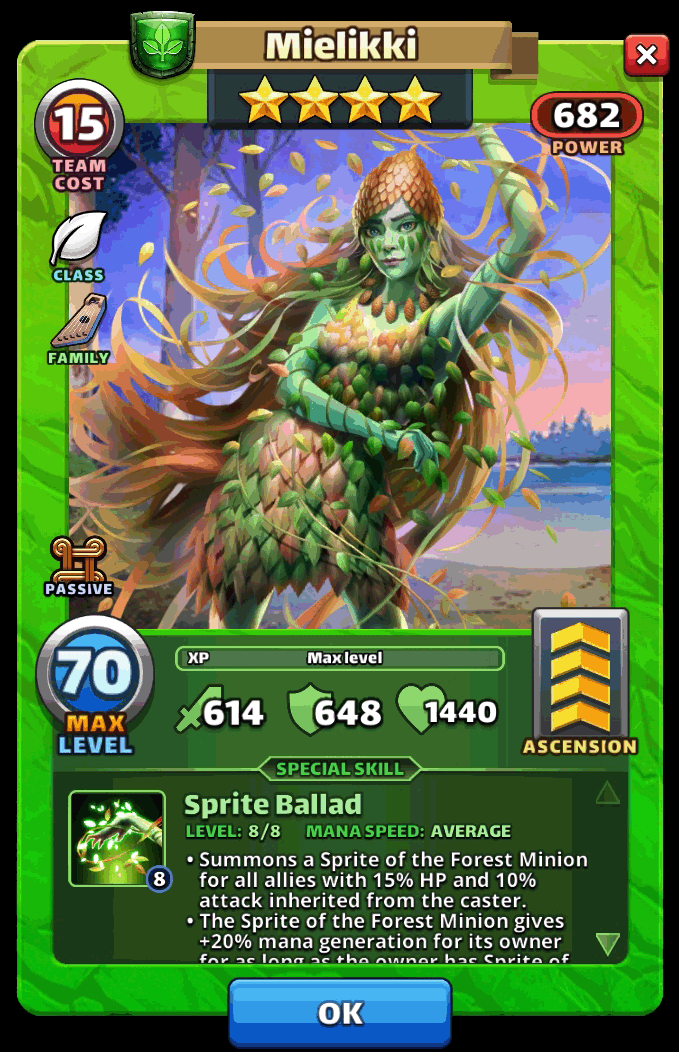 Mielikki
15
TEAM
COST
682
POWER
CLASS
FAMILY
PASSIVE
70
MAX
LEVEL
XP Max level
614 648 1440
ASCENSION
SPECIAL SKILL
Sprite Ballad
LEVEL: 8/8 MANA SPEED: AVERAGE
8
• Summons a Sprite of the Forest Minion
for all allies with 15% HP and 10%
attack inherited from the caster.
• The Sprite of the Forest Minion gives
+20% mana generation for its owner
for as long as the owner has Sprite of
OK